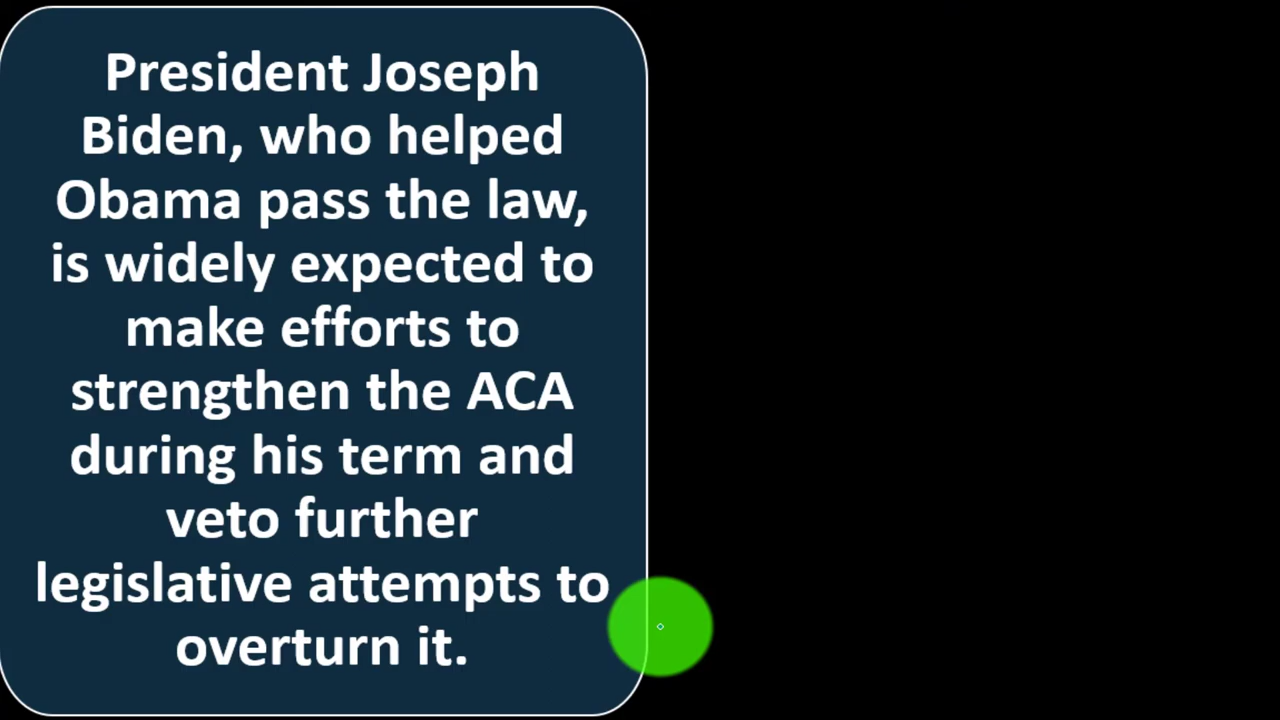 President Joseph
Biden, who helped
Obama pass the law,
is widely expected to
make efforts to
strengthen the ACA
during his term and
veto further
legislative attempts to
overturn it.